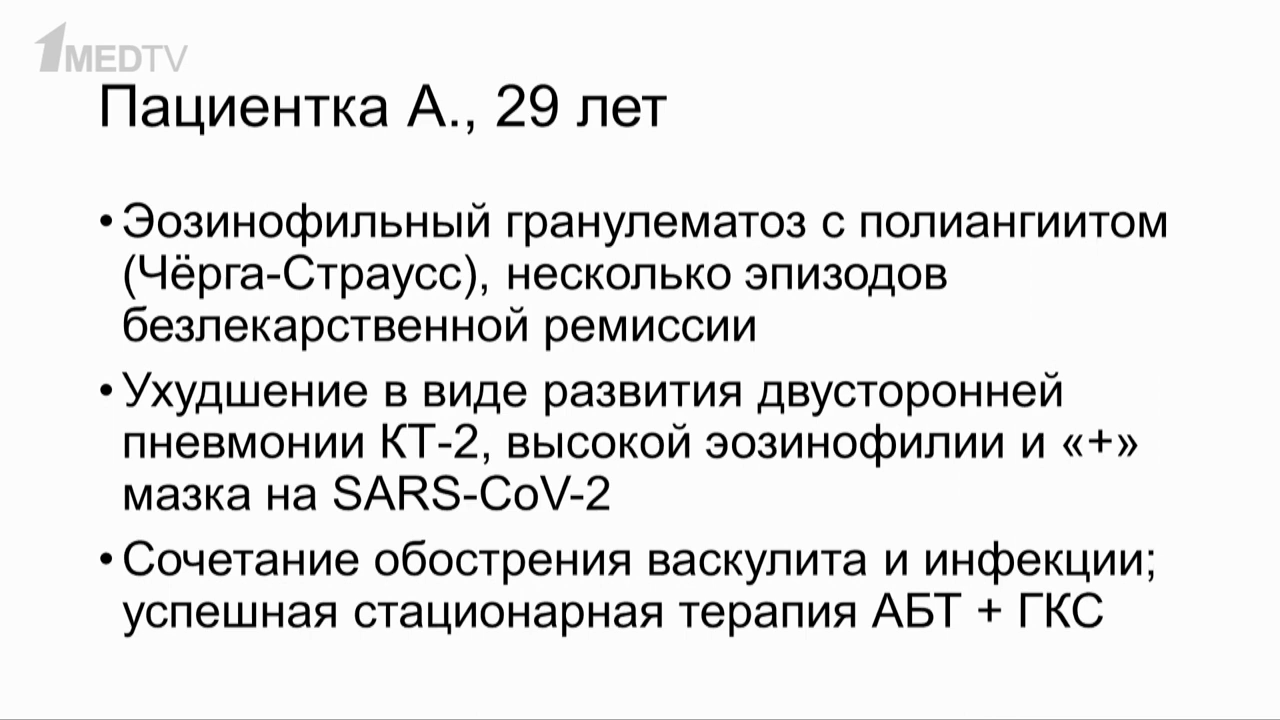 1MEDTV
Пациентка А., 29 лет
• Эозинофильный гранулематоз с полиангиитом
(Чёрга-Страусс), несколько эпизодов
безлекарственной ремиссии
• Ухудшение в виде развития двусторонней
пневмонии КТ-2, высокой эозинофилии и «+»
мазка на SARS-CoV-2
• Сочетание обострения васкулита и инфекции;
успешная стационарная терапия АБТ + ГКС